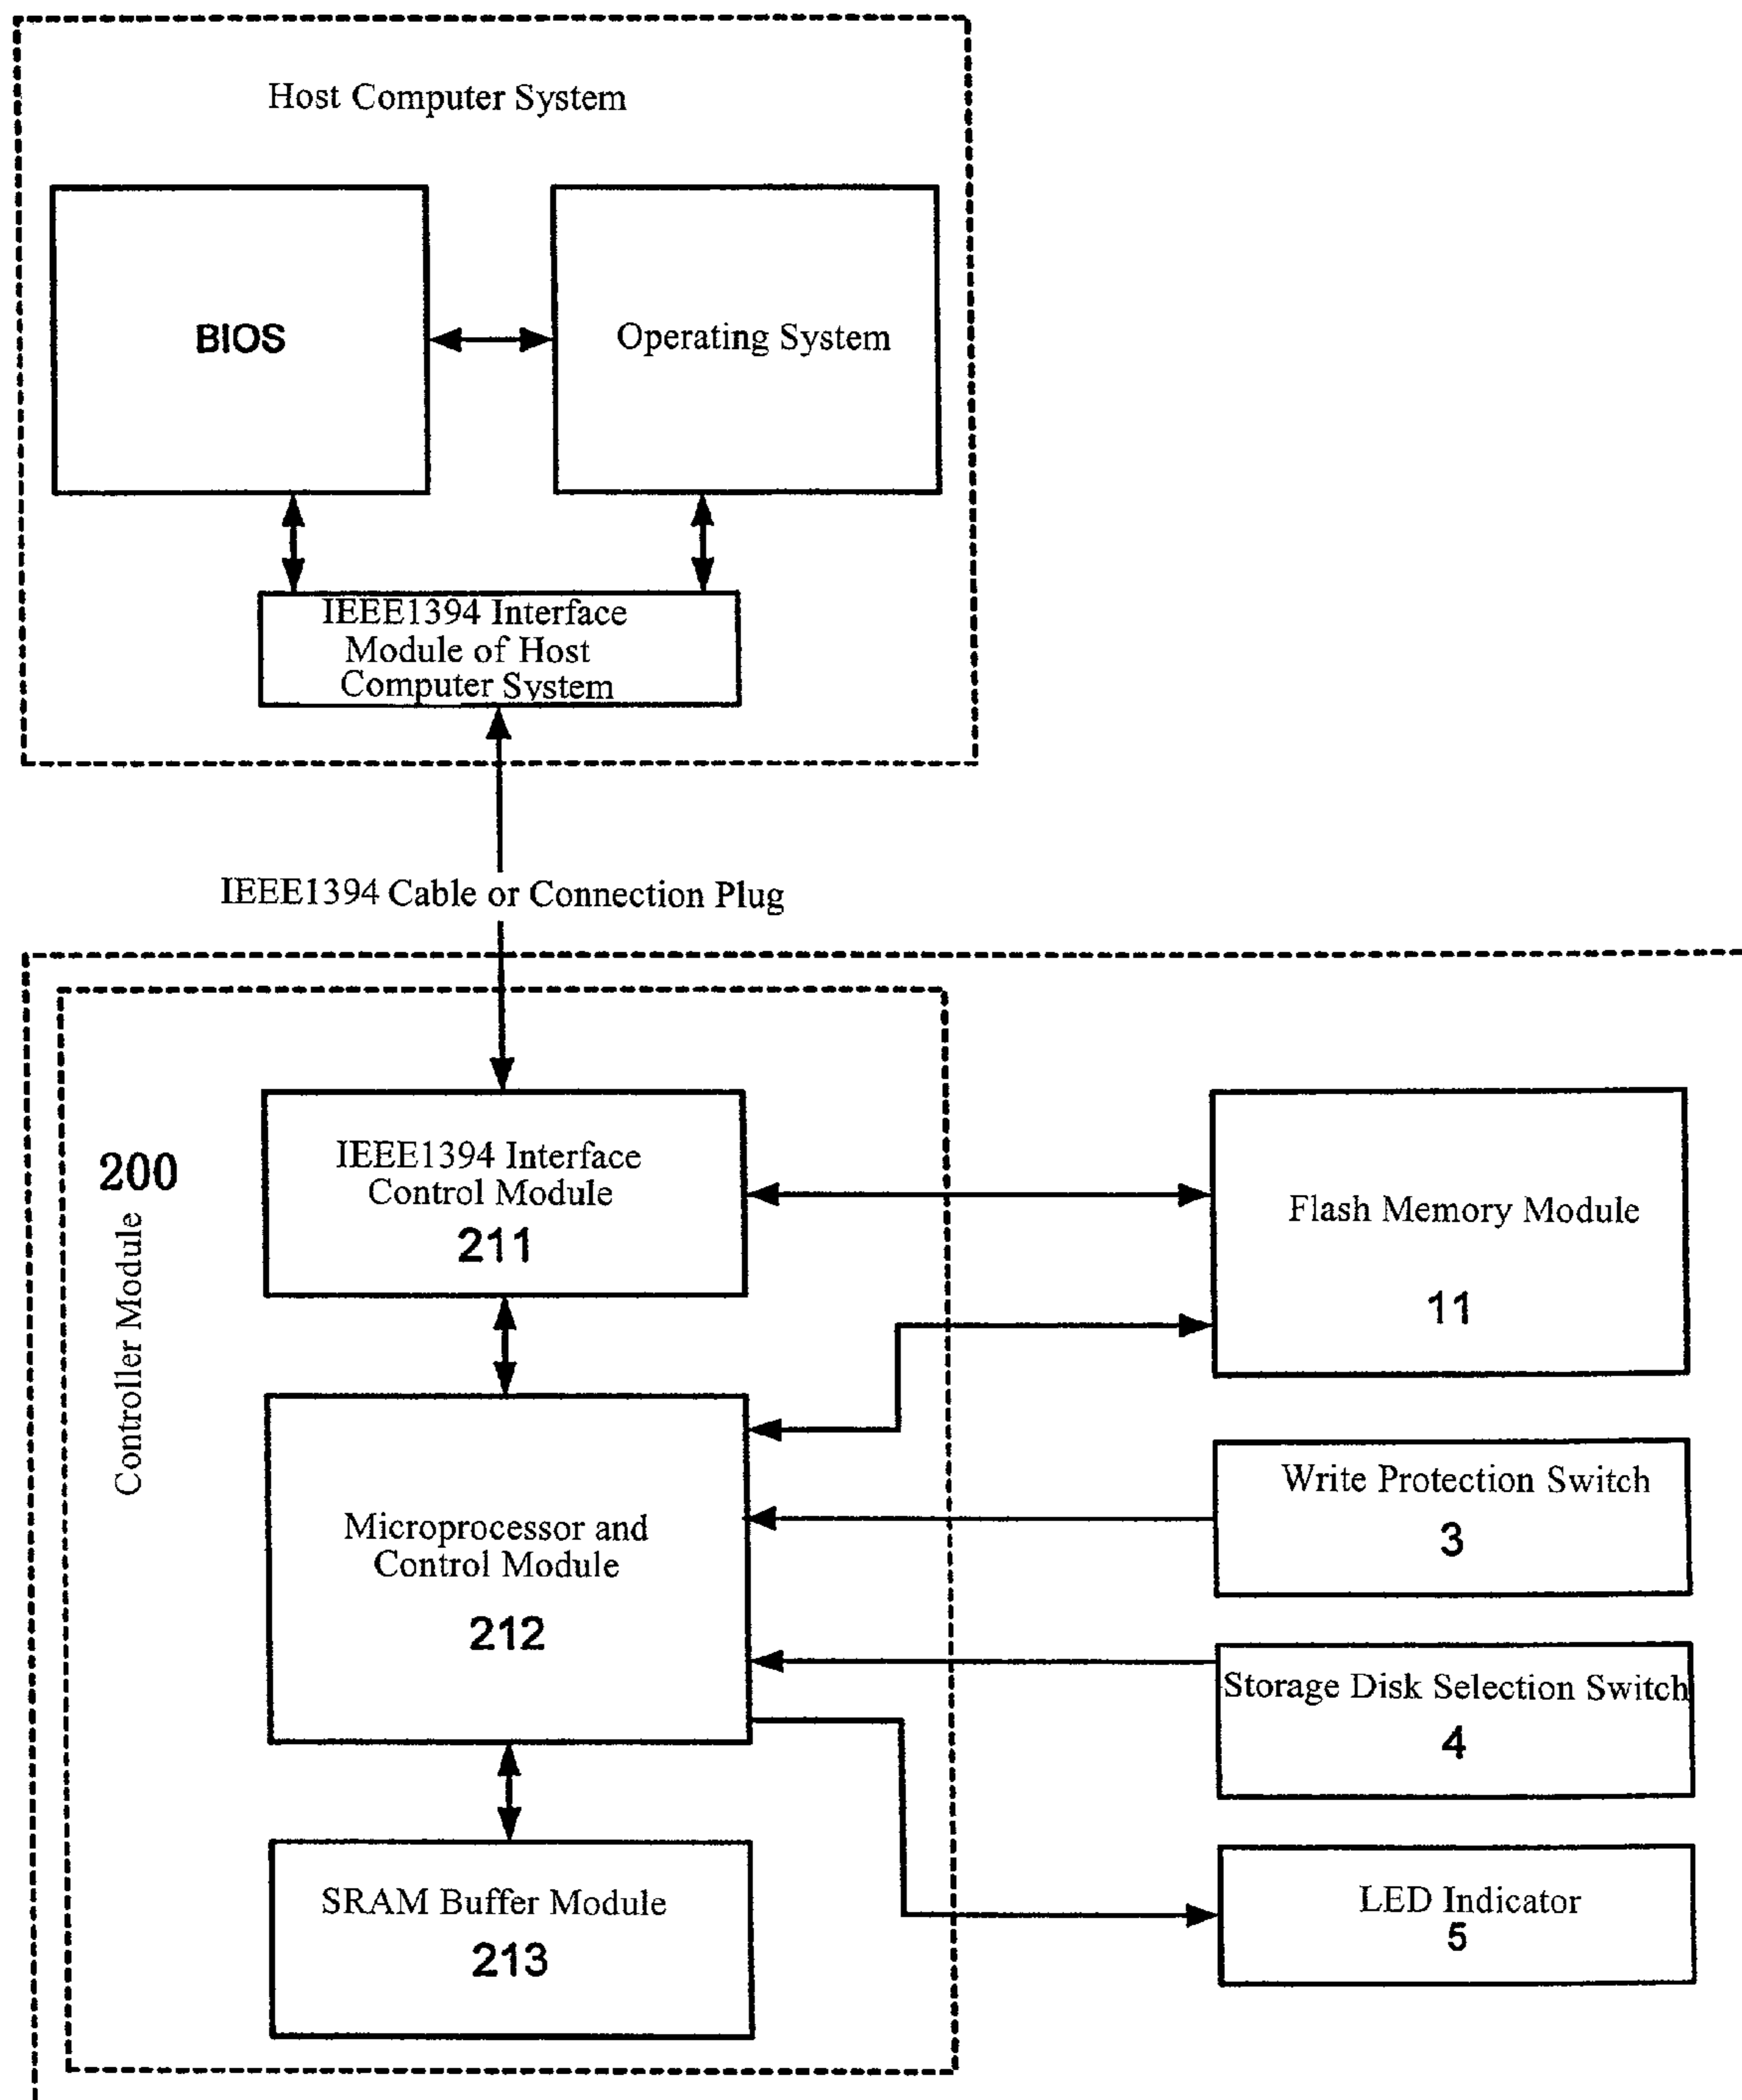 Host Computer System
BIOS
Operating System
IEEE1394 Interface
Module of Host
Computer System
IEEE1394 Cable or Connection Plug
200
Controller Module
IEEE1394 Interface
Control Module
211
Flash Memory Module
11
Microprocessor and
Control Module
212
Write Protection Switch
3
Storage Disk Selection Switch
4
SRAM Buffer Module
213
LED Indicator
5